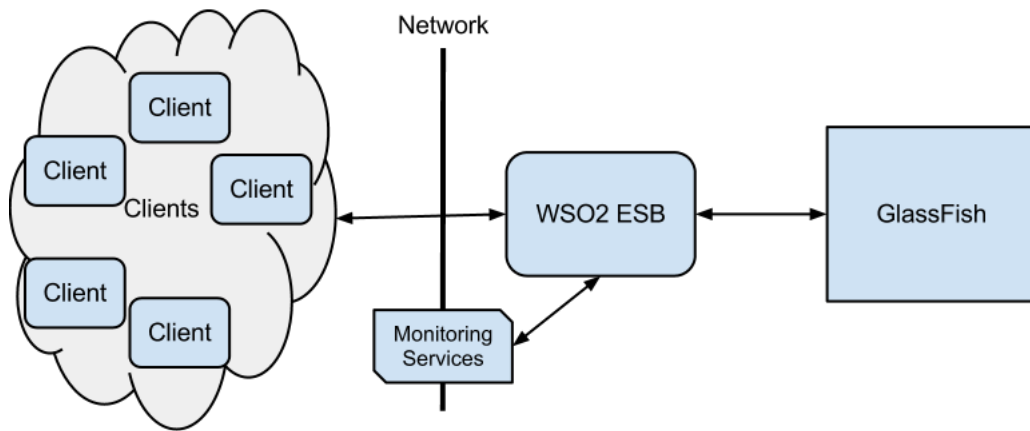 Network
Client
Client
Client
Clients
WSO2 ESB
GlassFish
Client
Client
Monitoring
Services